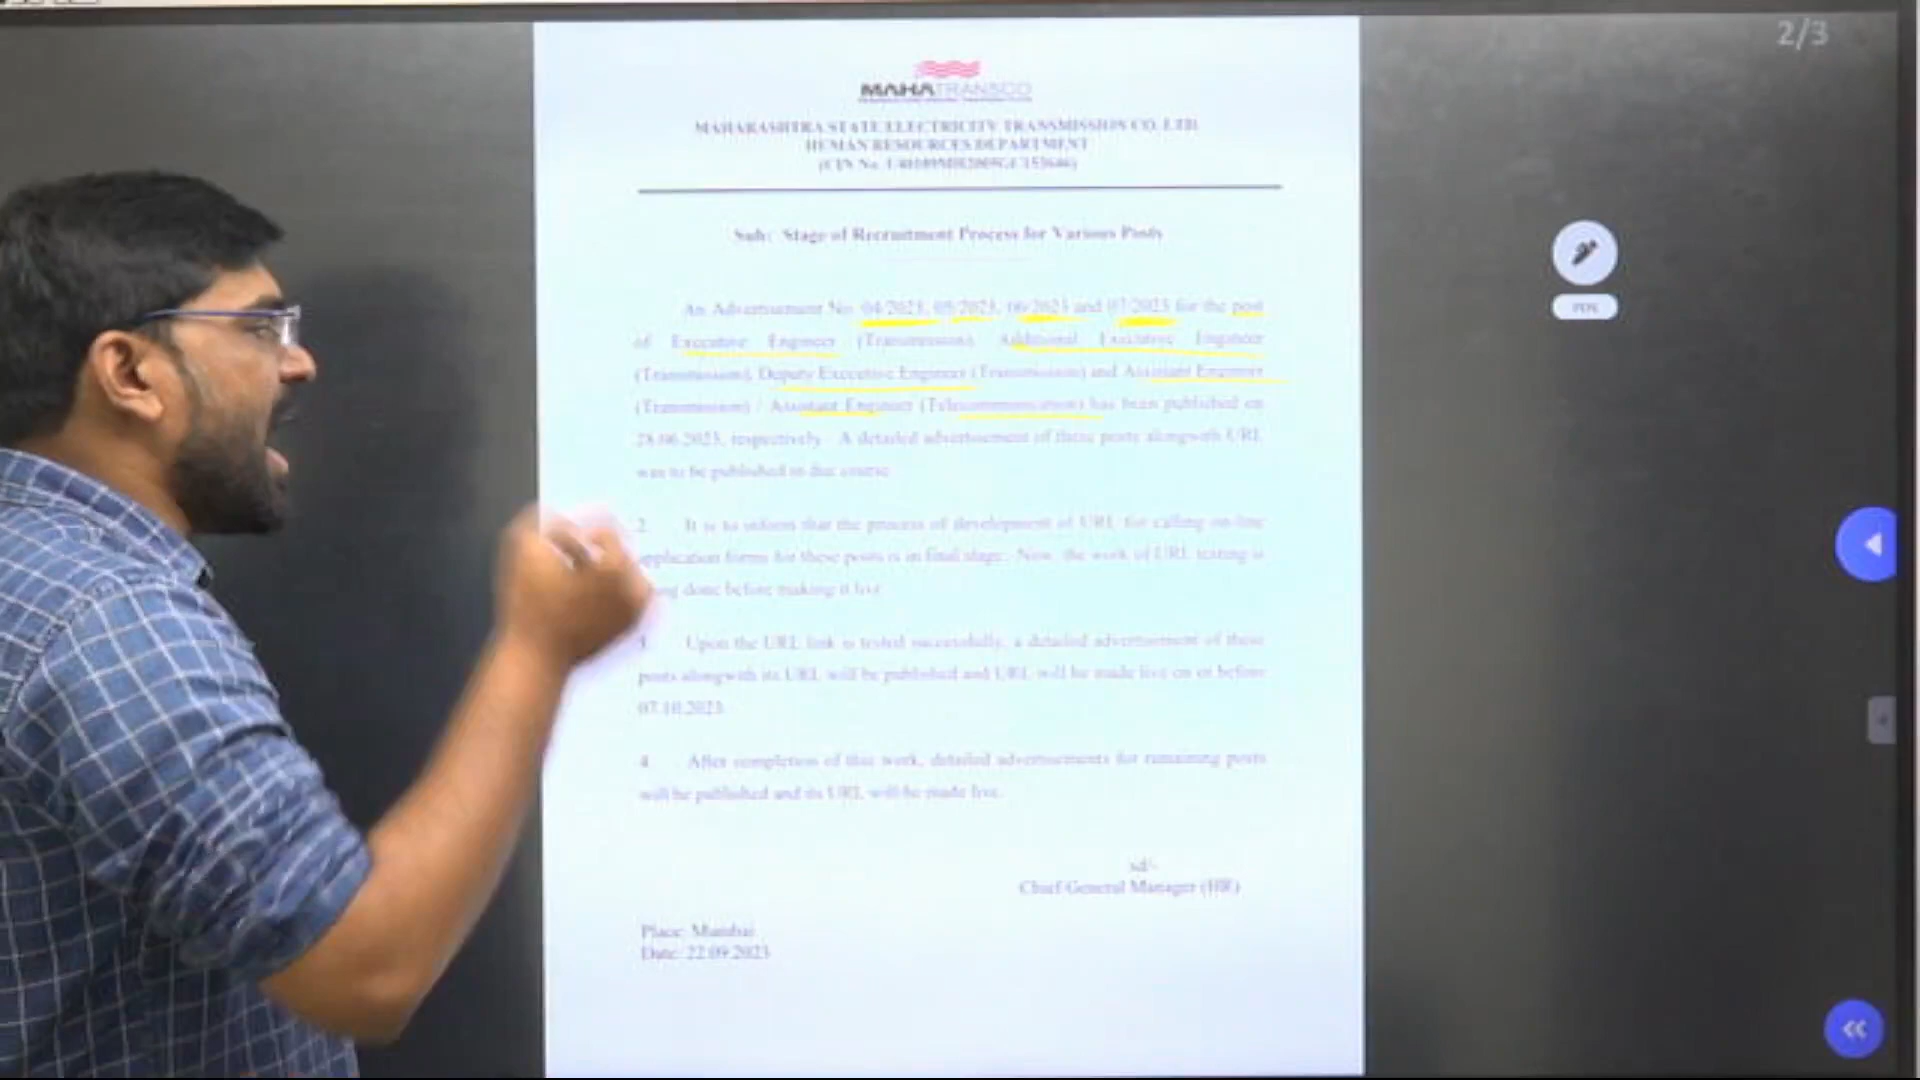 2/3
MAHATRANSCO
MAHARASHTRA STATE ELECTRICITY TRANSMISSION CO. LTD
HUMAN RESOURCES DEPARTMENT
(CIN No.
Sub: Stage of Recruitment Process for Various Posts
An Advertisement No. 04/2023, 05/2023, 06/2023 and 07/2023 for the post
of Executive Engineer (Transmission), Additional Executive Engineer
(Transmission), Deputy Executive Engineer (Transmission) and Assistant Engineer
(Transmission) / Assistant Engineer (Telecommunication) has been published on
28.06.2023, respectively. A detailed advertisement of these posts alongwith URL
was to be published in due course.
2. It is to inform that the process of development of URL for calling on-line
application forms for these posts is in final stage. Now, the work of URL testing is
done before making it live.
Upon the URL link is tested successfully, a detailed advertisement of these
posts alongwith its URL will be published and URL will be made live on or before
07.10.2023
4. After completion of this work, detailed advertisements for remaining posts
will be published and its URL will be made live.
sd/-
Chief General Manager (HR)
Place: Mumbai
Date: 22.09.2023
PEN